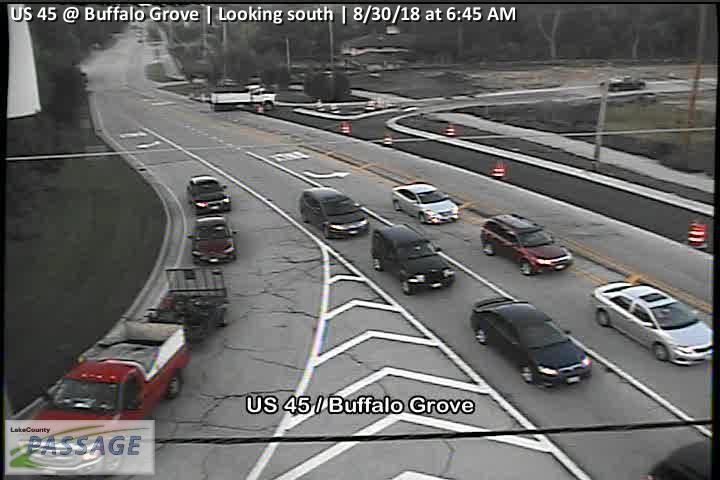 US 45 @ Buffalo Grove | Looking south | 8/30/18 at 6:45 AM
US 45 / Buffalo Grove
LakeCounty
PASSAGE